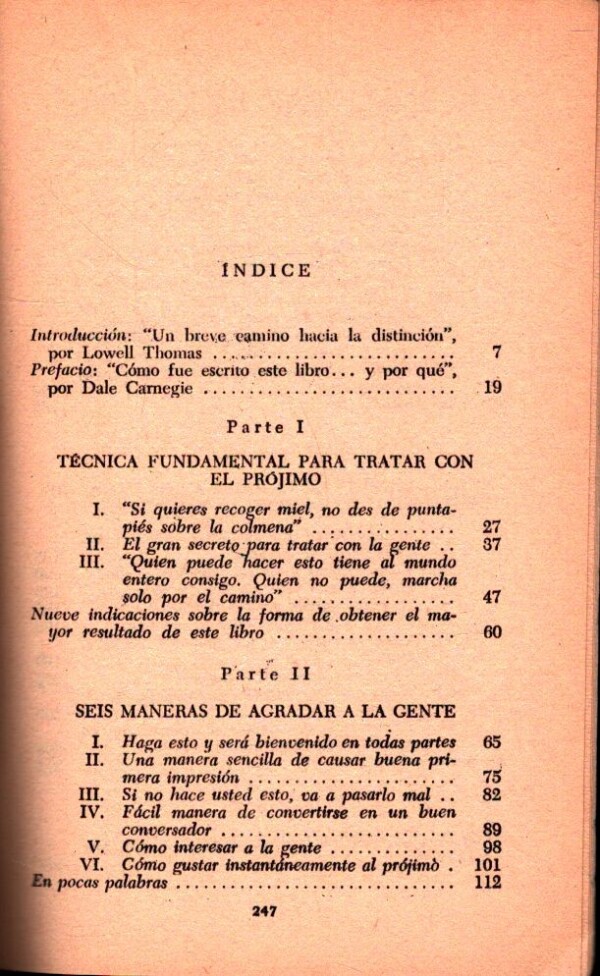 ÍNDICE
Introducción: “Un breve camino hacia la distinción”,
por Lowell Thomas ........................... 7
Prefacio: “Cómo fue escrito este libro... y por qué”,
por Dale Carnegie ........................... 19
Parte I
TÉCNICA FUNDAMENTAL PARA TRATAR CON
EL PRÓJIMO
I. “Si quieres recoger miel, no des de punta-
piés sobre la colmena” ................ 27
II. El gran secreto para tratar con la gente .. 37
III. “Quien puede hacer esto tiene al mundo
entero consigo. Quien no puede, marcha
solo por el camino” .................. 47
Nueve indicaciones sobre la forma de obtener el ma-
yor resultado de este libro .................... 60
Parte II
SEIS MANERAS DE AGRADAR A LA GENTE
I. Haga esto y será bienvenido en todas partes 65
II. Una manera sencilla de causar buena pri-
mera impresión ....................... 75
III. Si no hace usted esto, va a pasarlo mal .. 82
IV. Fácil manera de convertirse en un buen
conversador .......................... 89
V. Cómo interesar a la gente ............... 98
VI. Cómo gustar instantáneamente al prójimo . 101
En pocas palabras ............................... 112
247